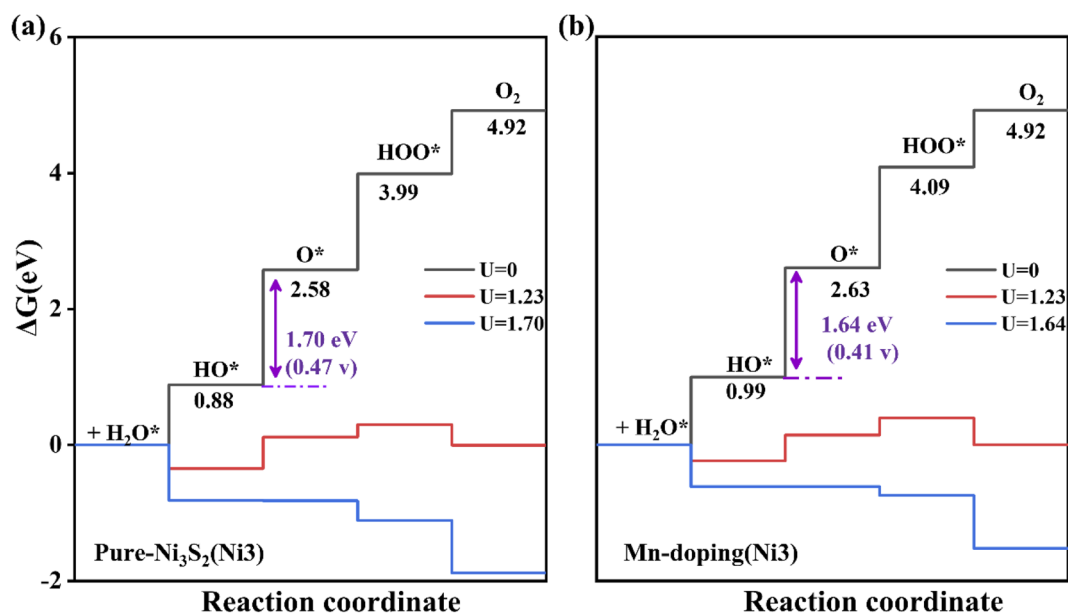 (a)
6
4
2
0
-2
ΔG(eV)
+ H₂O*
HO*
0.88
O*
2.58
HOO*
3.99
O₂
4.92
1.70 eV
(0.47 v)
U=0
U=1.23
U=1.70
Pure-Ni₃S₂(Ni3)
Reaction coordinate
(b)
+ H₂O*
HO*
0.99
O*
2.63
HOO*
4.09
O₂
4.92
1.64 eV
(0.41 v)
U=0
U=1.23
U=1.64
Mn-doping(Ni3)
Reaction coordinate